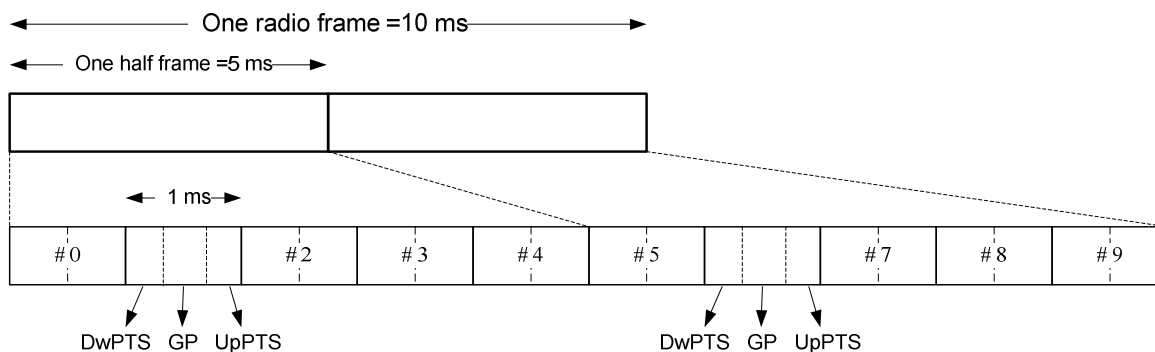 One radio frame =10 ms
One half frame =5 ms
1 ms
#0 #2 #3 #4 #5 #7 #8 #9
DwPTS GP UpPTS DwPTS GP UpPTS